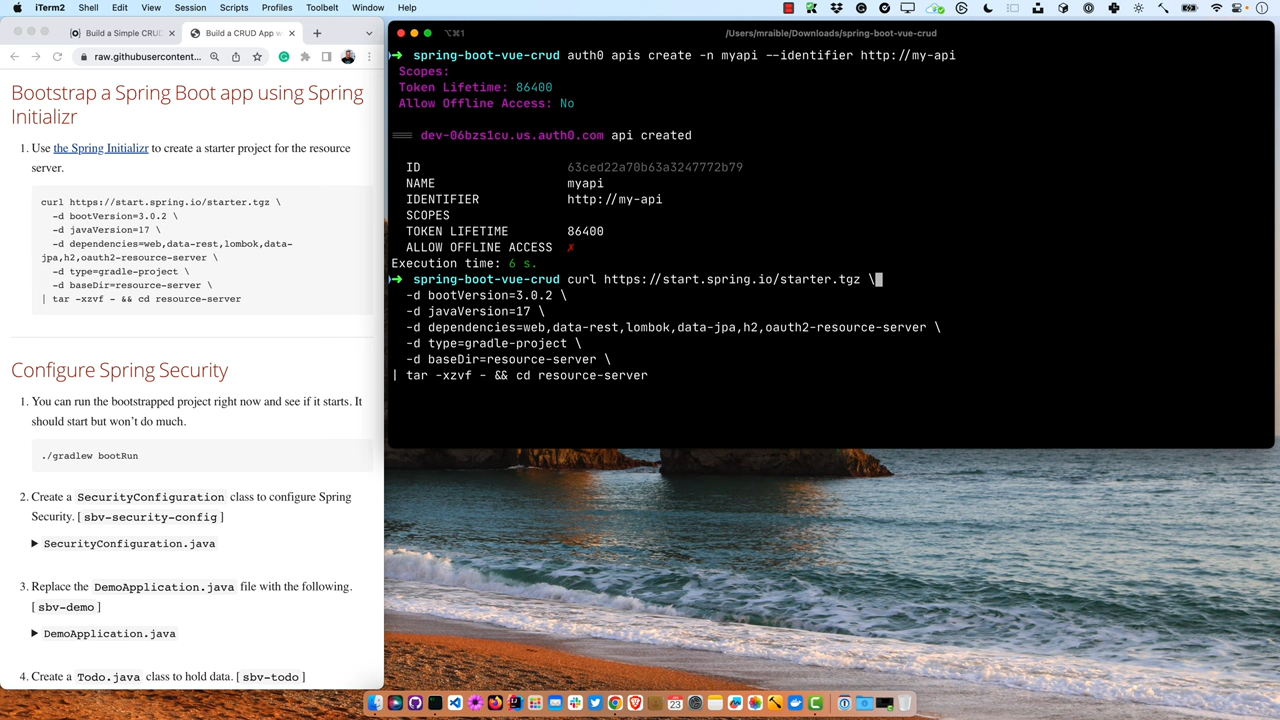 iTerm2 Shell Edit View Session Scripts Profiles Toolbelt Window Help
Build a Simple CRUD
Build a CRUD App w
raw.githubusercontent...
Bootstrap a Spring Boot app using Spring
Initializr
1. Use the Spring Initializr to create a starter project for the resource
server.
curl https://start.spring.io/starter.tgz \
-d bootVersion=3.0.2 \
-d javaVersion=17 \
-d dependencies=web,data-rest,lombok,data-
jpa,h2,oauth2-resource-server \
-d type=gradle-project \
-d baseDir=resource-server \
| tar -xzvf - && cd resource-server
Configure Spring Security
1. You can run the bootstrapped project right now and see if it starts. It
should start but won't do much.
./gradlew bootRun
2. Create a SecurityConfiguration class to configure Spring
Security. [sbv-security-config]
▶ SecurityConfiguration.java
3. Replace the DemoApplication.java file with the following.
[sbv-demo]
▶ DemoApplication.java
4. Create a Todo.java class to hold data. [sbv-todo]
⌥⌘1
/Users/mraible/Downloads/spring-boot-vue-crud
➜ spring-boot-vue-crud auth0 apis create -n myapi --identifier http://my-api
Scopes:
Token Lifetime: 86400
Allow Offline Access: No
=== dev-06bzs1cu.us.auth0.com api created
ID 63ced22a70b63a3247772b79
NAME myapi
IDENTIFIER http://my-api
SCOPES
TOKEN LIFETIME 86400
ALLOW OFFLINE ACCESS ✗
Execution time: 6 s.
➜ spring-boot-vue-crud curl https://start.spring.io/starter.tgz \
-d bootVersion=3.0.2 \
-d javaVersion=17 \
-d dependencies=web,data-rest,lombok,data-jpa,h2,oauth2-resource-server \
-d type=gradle-project \
-d baseDir=resource-server \
| tar -xzvf - && cd resource-server
23